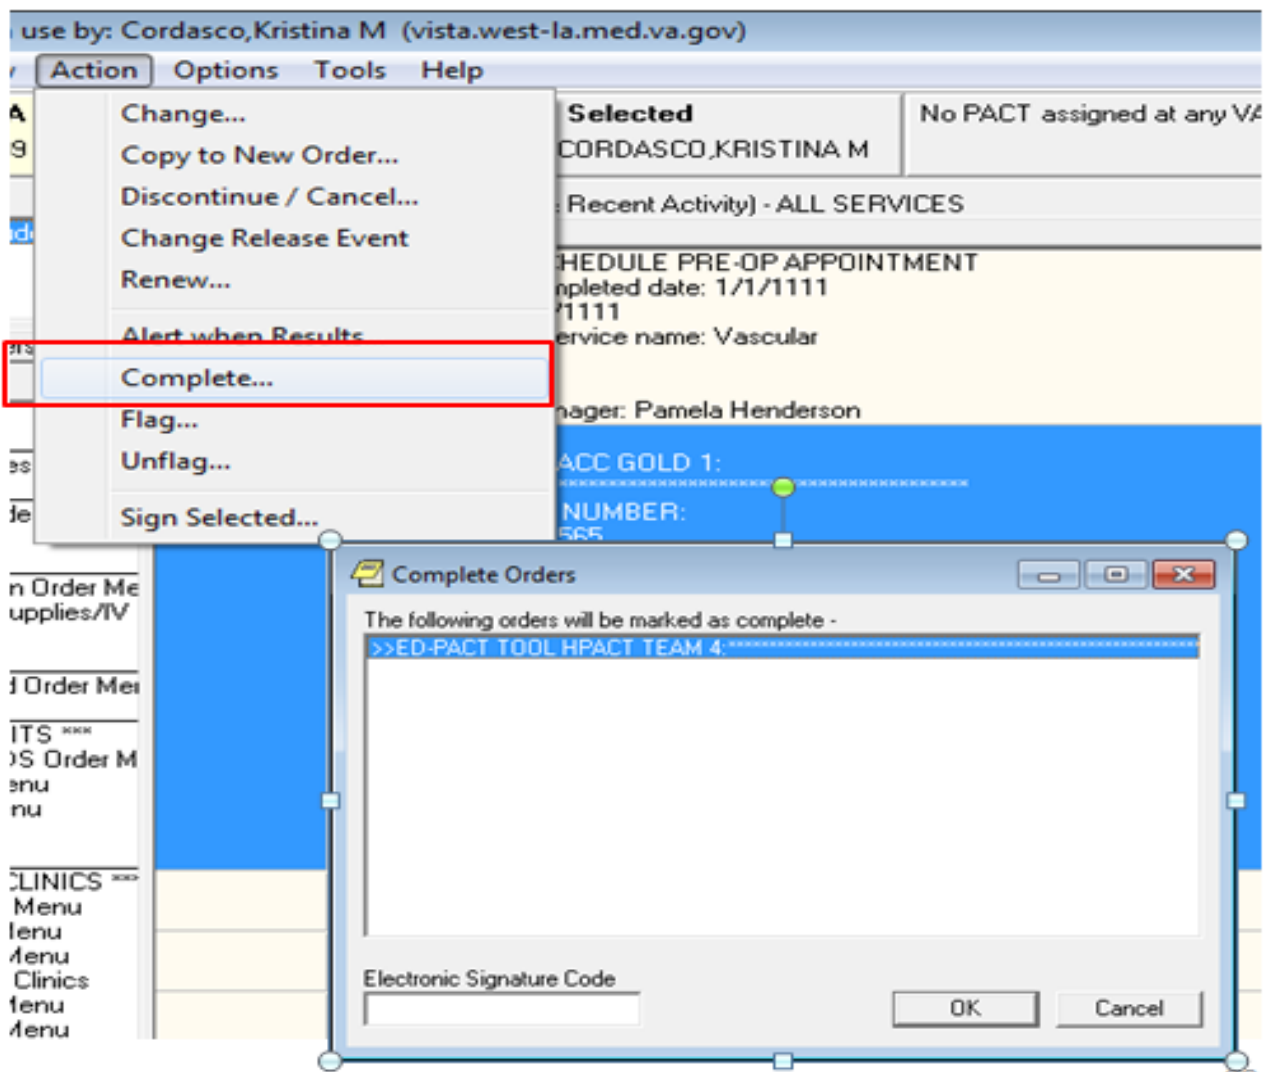 use by: Cordasco,Kristina M (vista.west-la.med.va.gov)
Action Options Tools Help
Change...
Copy to New Order...
Discontinue / Cancel...
Change Release Event
Renew...
Alert when Results
Complete...
Flag...
Unflag...
Sign Selected...
A
9
Selected
CORDASCO,KRISTINA M
No PACT assigned at any VA
Recent Activity) - ALL SERVICES
HEDULE PRE-OP APPOINTMENT
npleted date: 1/1/1111
/1111
ervice name: Vascular
nager: Pamela Henderson
ACC GOLD 1:
NUMBER:
565
n Order Me
upplies/IV
d Order Mer
ITS ***
OS Order M
enu
nu
CLINICS ***
Menu
lenu
Menu
Clinics
lenu
Menu
Complete Orders
The following orders will be marked as complete -
>>ED-PACT TOOL HPACT TEAM 4:
Electronic Signature Code
OK Cancel